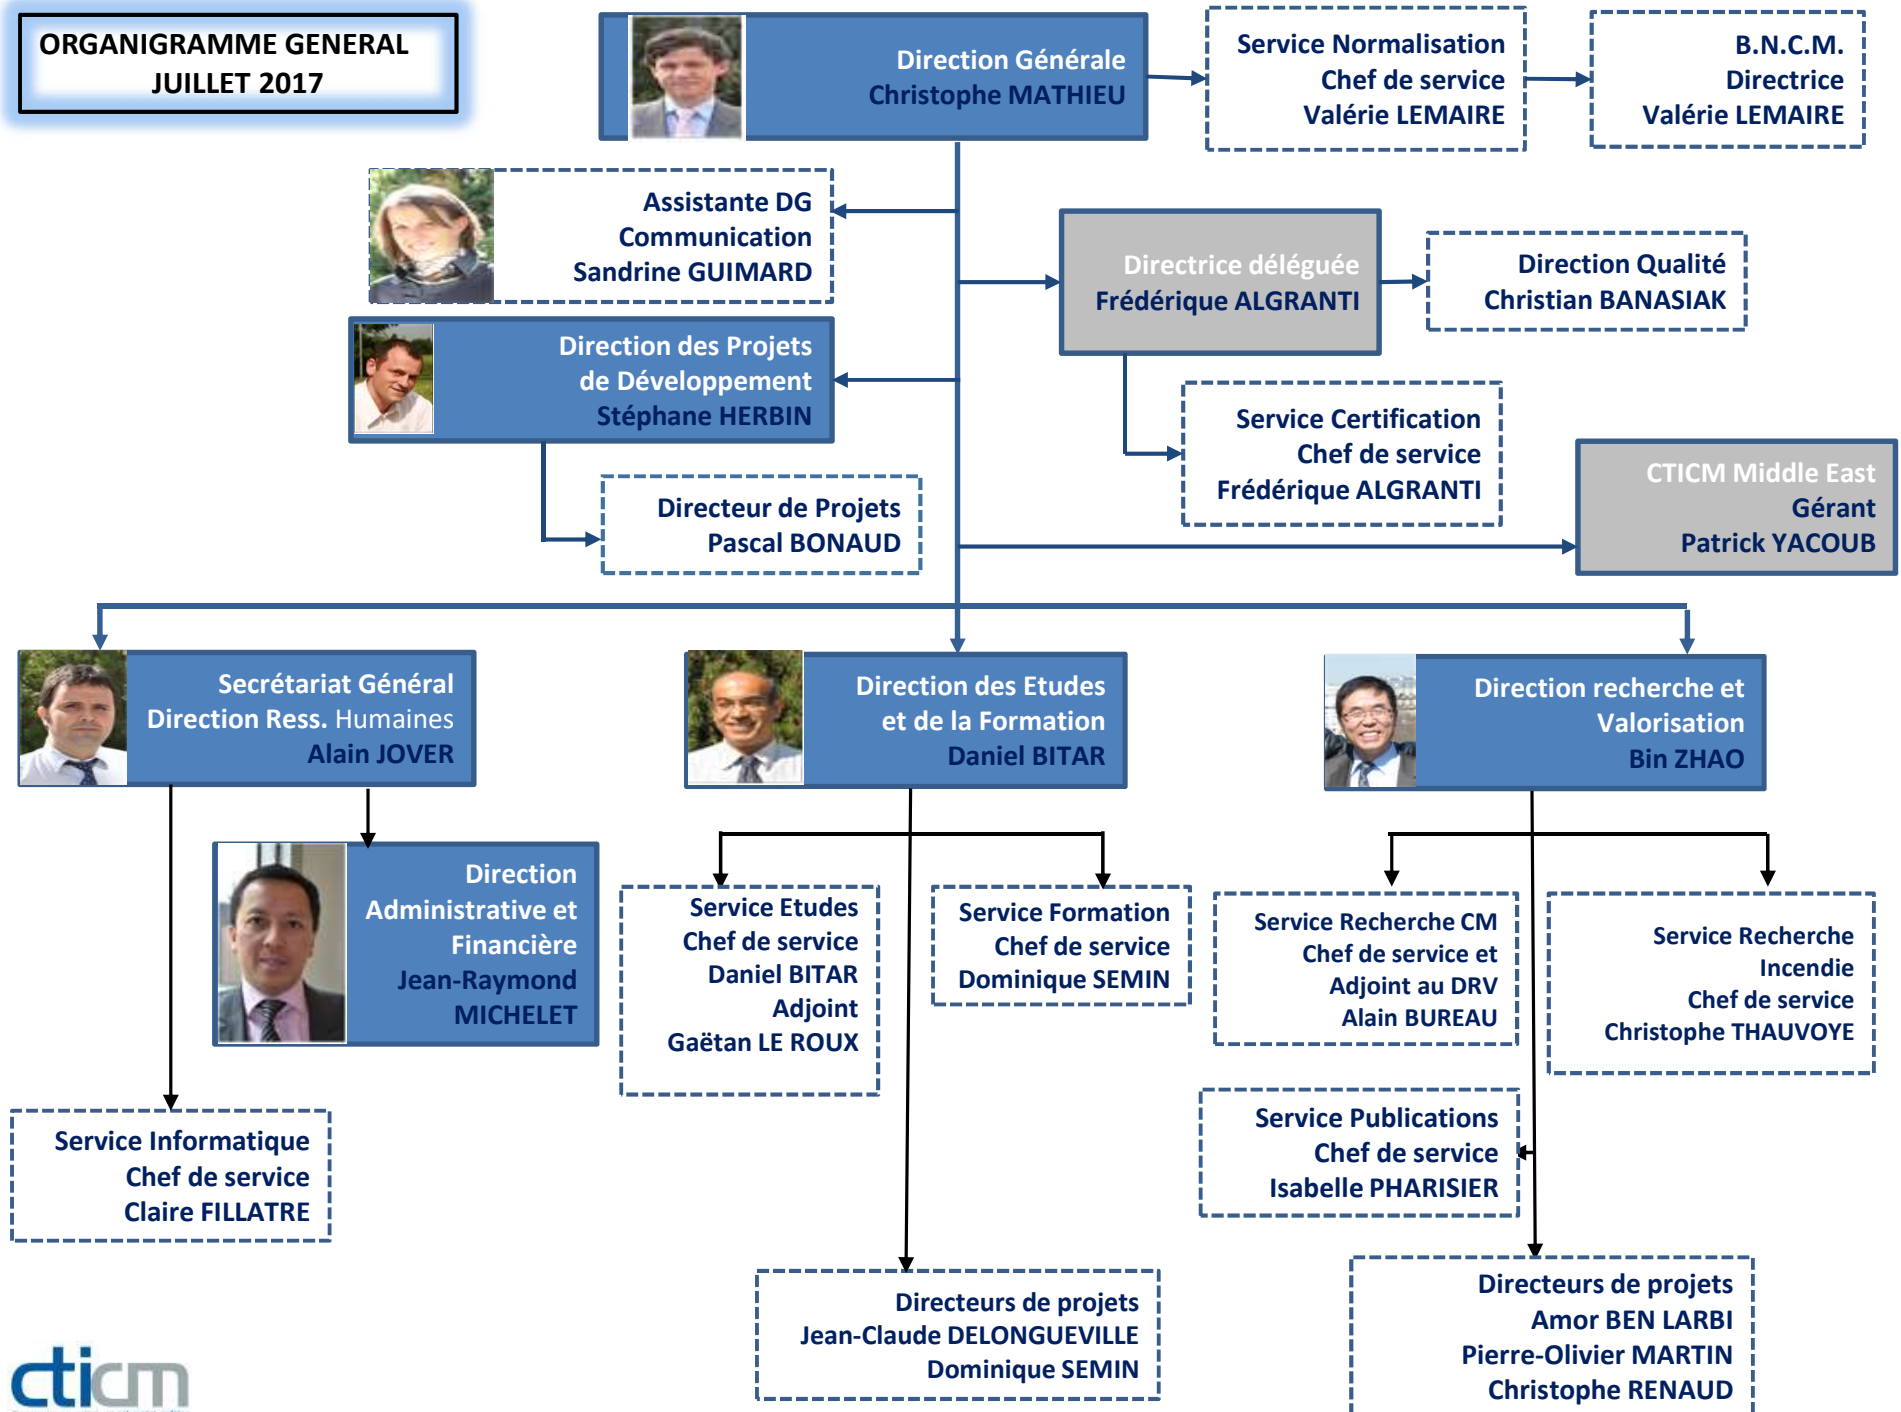 ORGANIGRAMME GENERAL
JUILLET 2017
Direction Générale
Christophe MATHIEU
Service Normalisation
Chef de service
Valérie LEMAIRE
B.N.C.M.
Directrice
Valérie LEMAIRE
Assistante DG
Communication
Sandrine GUIMARD
Directrice déléguée
Frédérique ALGRANTI
Direction Qualité
Christian BANASIAK
Direction des Projets
de Développement
Stéphane HERBIN
Service Certification
Chef de service
Frédérique ALGRANTI
CTICM Middle East
Gérant
Patrick YACOUB
Directeur de Projets
Pascal BONAUD
Secrétariat Général
Direction Ress. Humaines
Alain JOVER
Direction des Etudes
et de la Formation
Daniel BITAR
Direction recherche et
Valorisation
Bin ZHAO
Direction
Administrative et
Financière
Jean-Raymond
MICHELET
Service Etudes
Chef de service
Daniel BITAR
Adjoint
Gaëtan LE ROUX
Service Formation
Chef de service
Dominique SEMIN
Service Recherche CM
Chef de service et
Adjoint au DRV
Alain BUREAU
Service Recherche
Incendie
Chef de service
Christophe THAUVOYE
Service Informatique
Chef de service
Claire FILLATRE
Service Publications
Chef de service
Isabelle PHARISIER
Directeurs de projets
Jean-Claude DELONGUEVILLE
Dominique SEMIN
Directeurs de projets
Amor BEN LARBI
Pierre-Olivier MARTIN
Christophe RENAUD
cticm